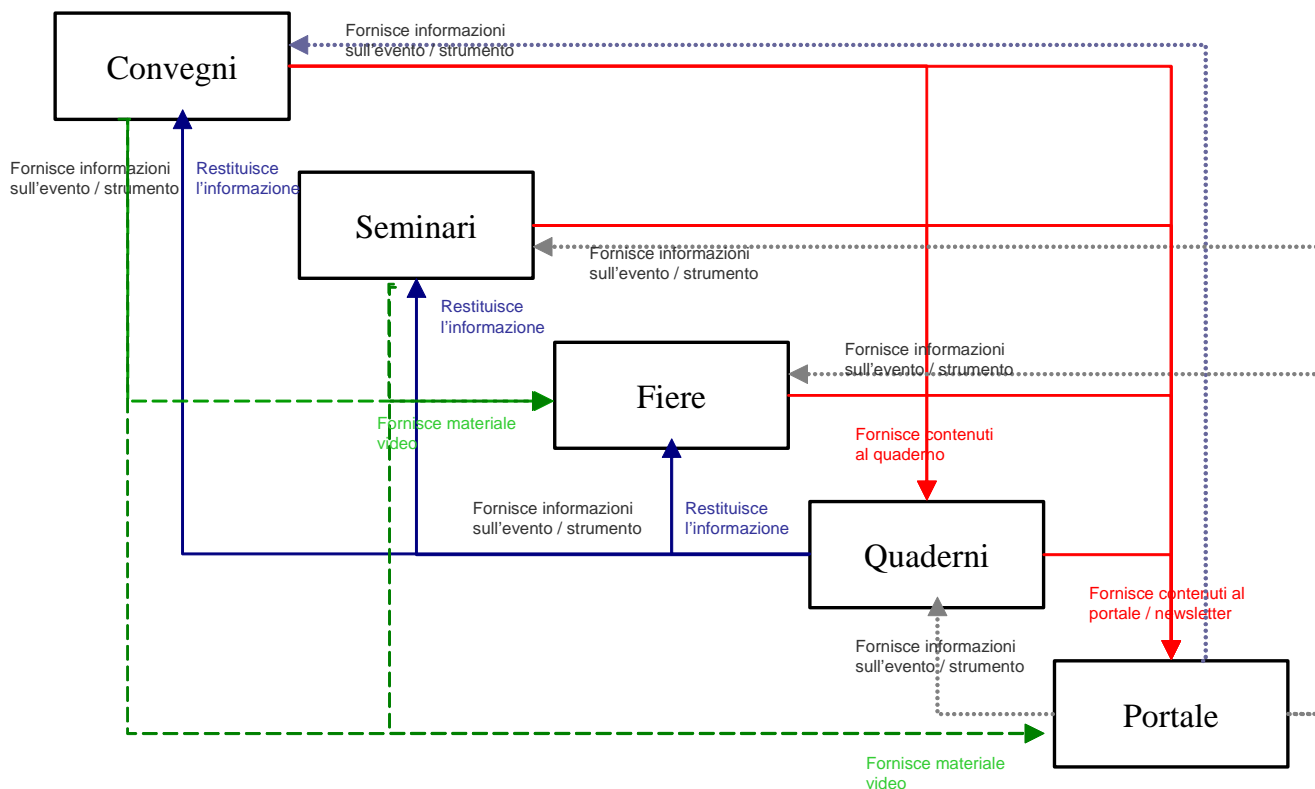 Fornisce informazioni
sull'evento / strumento
Convegni
Fornisce informazioni
sull'evento / strumento
Restituisce
l'informazione
Seminari
Fornisce informazioni
sull'evento / strumento
Restituisce
l'informazione
Fornisce informazioni
sull'evento / strumento
Fiere
Fornisce materiale
video
Fornisce contenuti
al quaderno
Fornisce informazioni
sull'evento / strumento
Restituisce
l'informazione
Quaderni
Fornisce contenuti al
portale / newsletter
Fornisce informazioni
sull'evento / strumento
Portale
Fornisce materiale
video